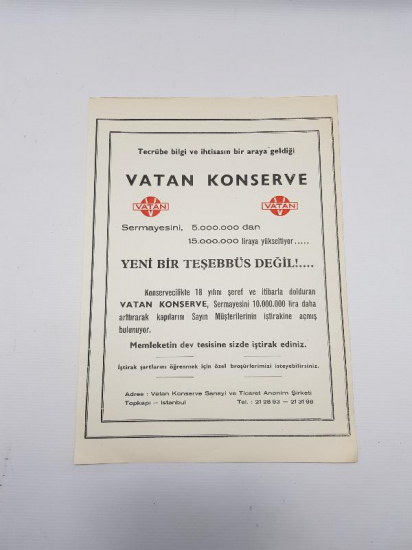 Tecrübe bilgi ve ihtisasın bir araya geldiği
VATAN KONSERVE
VATAN VATAN
Sermayesini, 5.000.000 dan
15.000.000 liraya yükseltiyor.....
YENİ BİR TEŞEBBÜS DEĞİL!....
Konservecilikte 18 yılını şeref ve itibarla dolduran
VATAN KONSERVE, Sermayesini 10.000.000 lira daha
arttırarak kapılarını Sayın Müşterilerinin iştirakine açmış
bulunuyor.
Memleketin dev tesisine sizde iştirak ediniz.
İştirak şartlarını öğrenmek için özel broşürlerimizi isteyebilirsiniz.
Adres : Vatan Konserve Sanayi ve Ticaret Anonim Şirketi
Topkapı — İstanbul Tel. : 21 28 93 — 21 31 98